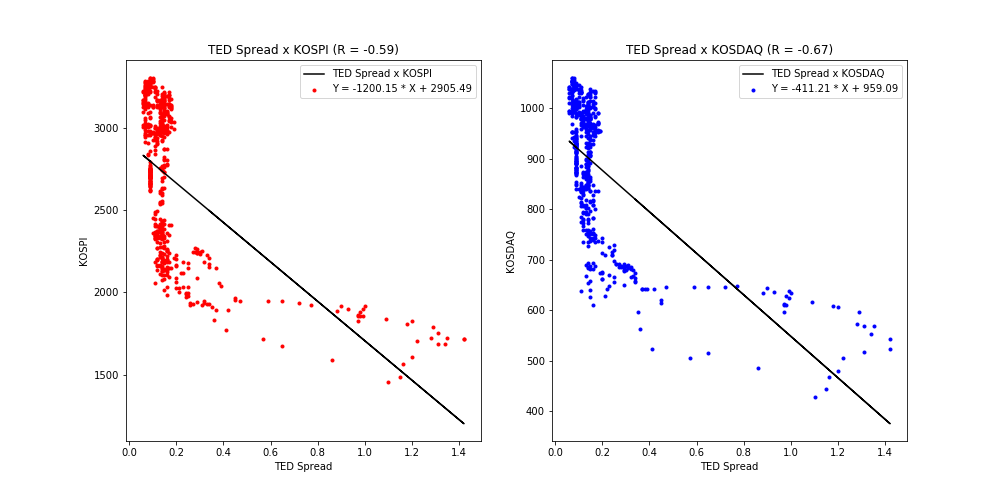 TED Spread x KOSPI (R = -0.59)
TED Spread x KOSPI
Y = -1200.15 * X + 2905.49
KOSPI
3000
2500
2000
1500
0.0 0.2 0.4 0.6 0.8 1.0 1.2 1.4
TED Spread
TED Spread x KOSDAQ (R = -0.67)
TED Spread x KOSDAQ
Y = -411.21 * X + 959.09
KOSDAQ
1000
900
800
700
600
500
400
0.0 0.2 0.4 0.6 0.8 1.0 1.2 1.4
TED Spread